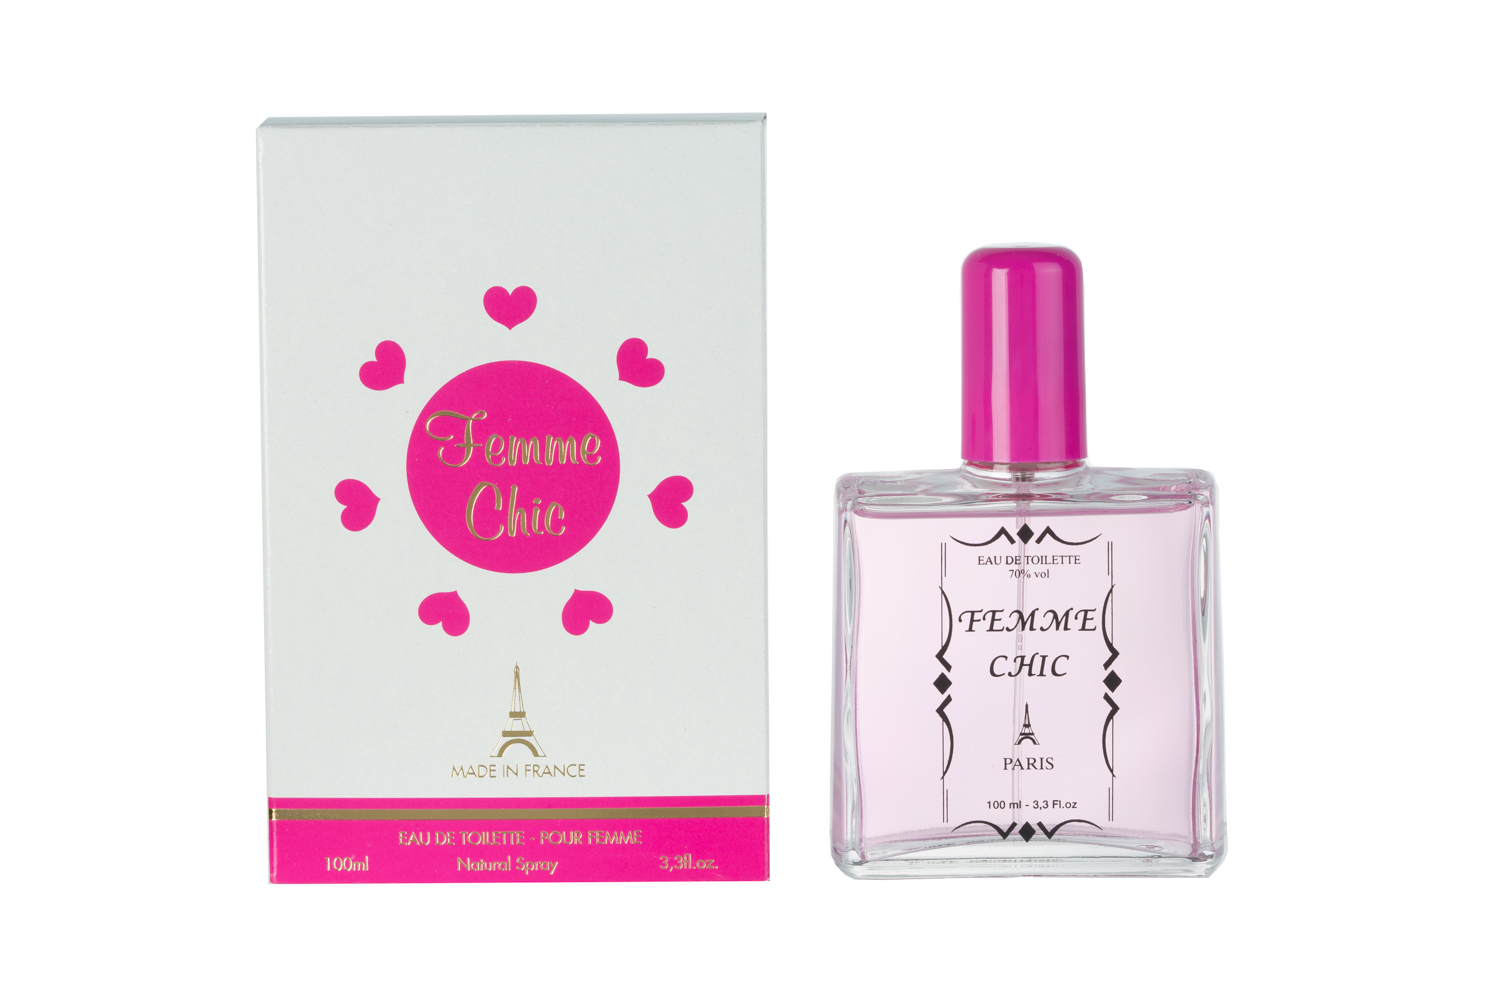 Femme
Chic
MADE IN FRANCE
EAU DE TOILETTE - POUR FEMME
100ml Natural Spray 3,3fl.oz.
EAU DE TOILETTE
70% vol
FEMME
CHIC
PARIS
100 ml - 3,3 Fl.oz